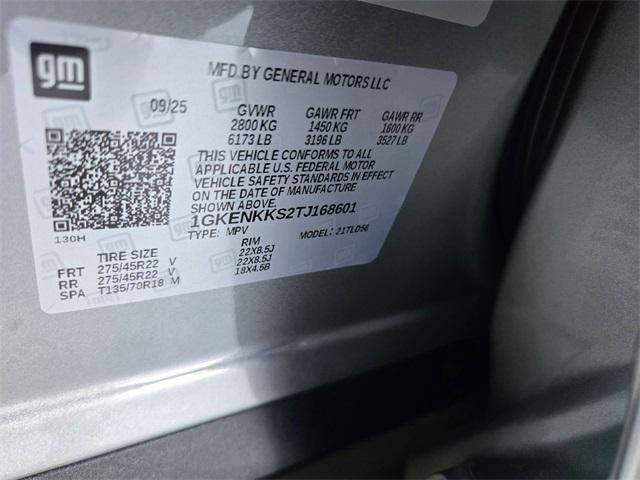 gm
MFD BY GENERAL MOTORS LLC
09/25 GVWR GAWR FRT GAWR RR
2800 KG 1450 KG 1600 KG
6173 LB 3196 LB 3527 LB
THIS VEHICLE CONFORMS TO ALL
APPLICABLE U.S. FEDERAL MOTOR
VEHICLE SAFETY STANDARDS IN EFFECT
ON THE DATE OF MANUFACTURE
SHOWN ABOVE.
1GKENKKS2TJ168601
130H
TYPE: MPV MODEL: 21TLD56
TIRE SIZE RIM
FRT 275/45R22 V 22X8.5J
RR 275/45R22 V 22X8.5J
SPA T135/70R18 M 18X4.5B